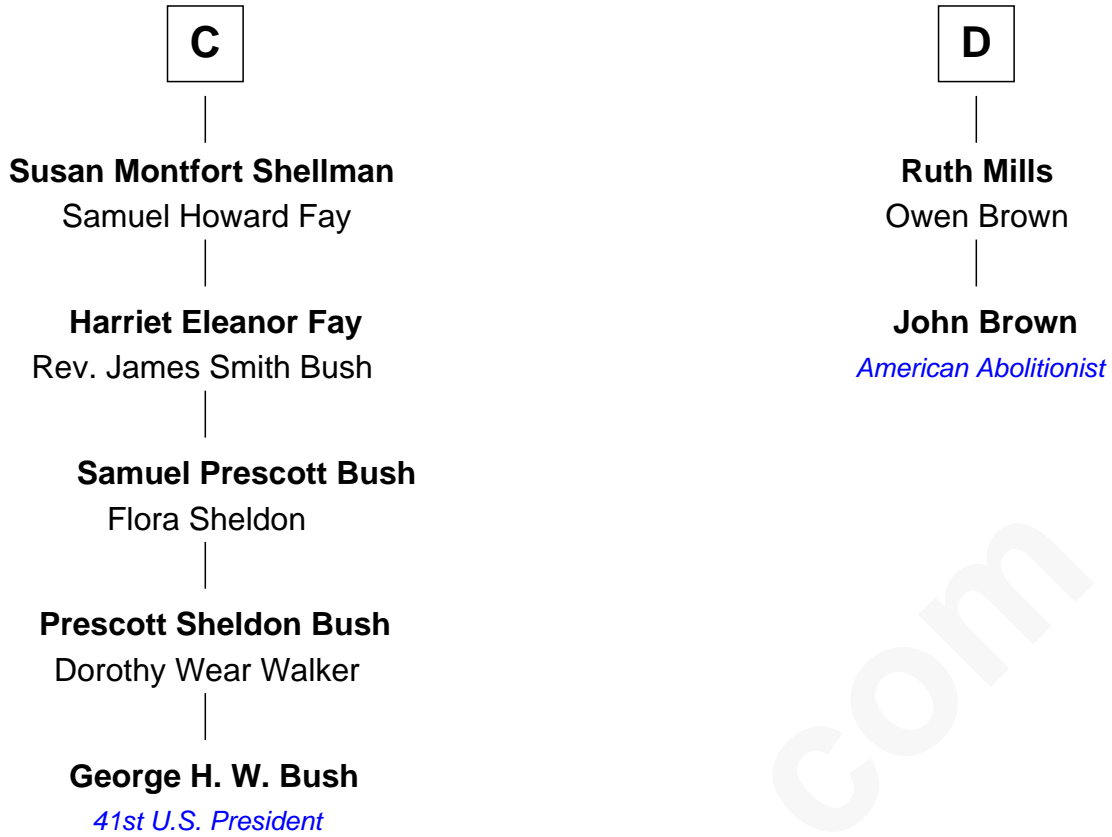 C
Susan Montfort Shellman
Samuel Howard Fay
Harriet Eleanor Fay
Rev. James Smith Bush
Samuel Prescott Bush
Flora Sheldon
Prescott Sheldon Bush
Dorothy Wear Walker
George H. W. Bush
41st U.S. President
D
Ruth Mills
Owen Brown
John Brown
American Abolitionist
com